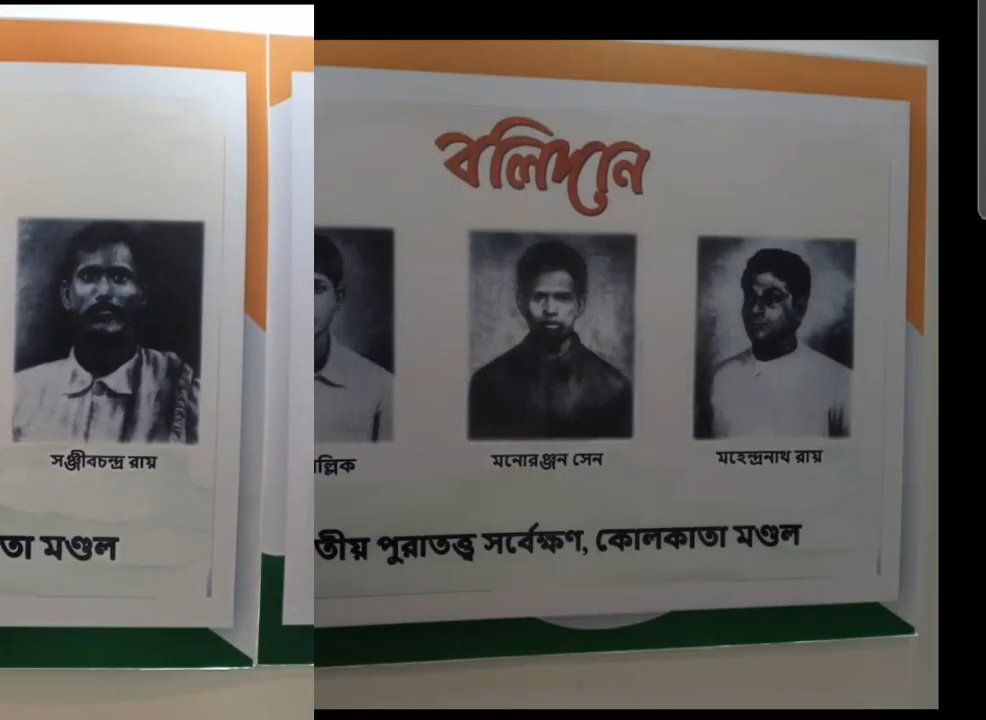 বলিদান
সঞ্জীবচন্দ্র রায়
মনোরঞ্জন সেন
মহেন্দ্রনাথ রায়
মণ্ডল
পুরাতত্ত্ব সর্বেক্ষণ, কোলকাতা মণ্ডল